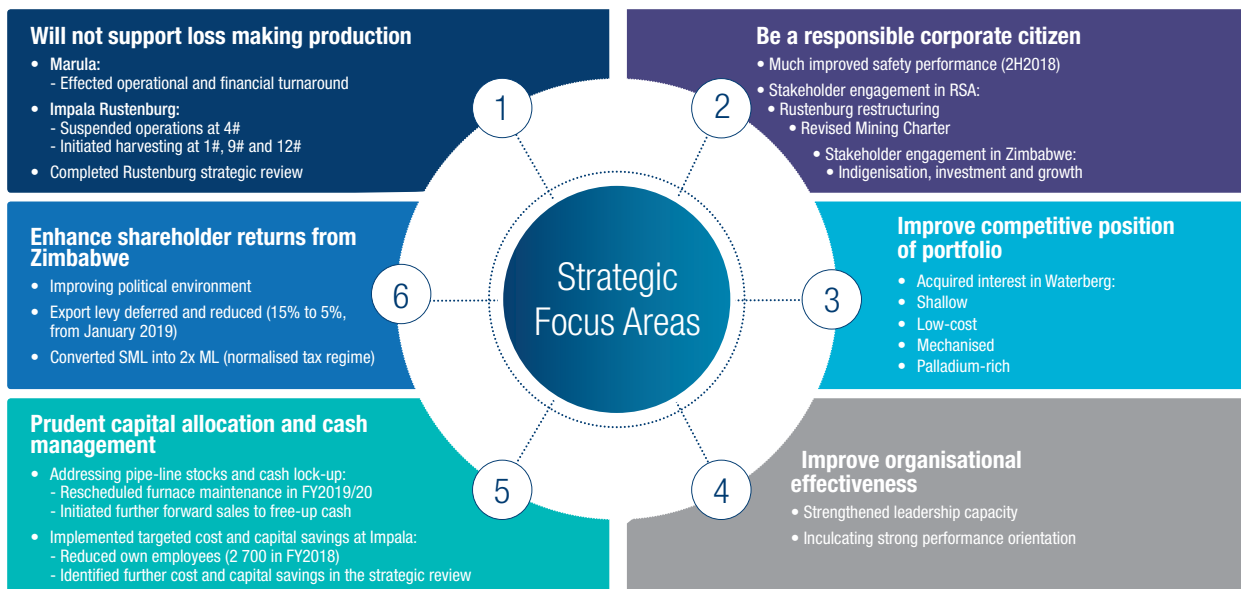 Will not support loss making production
• Marula:
- Effected operational and financial turnaround
• Impala Rustenburg:
- Suspended operations at 4#
- Initiated harvesting at 1#, 9# and 12#
• Completed Rustenburg strategic review
1
Be a responsible corporate citizen
• Much improved safety performance (2H2018)
• Stakeholder engagement in RSA:
• Rustenburg restructuring
• Revised Mining Charter
• Stakeholder engagement in Zimbabwe:
• Indigenisation, investment and growth
2
Improve competitive position
of portfolio
• Acquired interest in Waterberg:
• Shallow
• Low-cost
• Mechanised
• Palladium-rich
3
Improve organisational
effectiveness
• Strengthened leadership capacity
• Inculcating strong performance orientation
4
Prudent capital allocation and cash
management
• Addressing pipe-line stocks and cash lock-up:
- Rescheduled furnace maintenance in FY2019/20
- Initiated further forward sales to free-up cash
• Implemented targeted cost and capital savings at Impala:
- Reduced own employees (2 700 in FY2018)
- Identified further cost and capital savings in the strategic review
5
Enhance shareholder returns from
Zimbabwe
• Improving political environment
• Export levy deferred and reduced (15% to 5%,
from January 2019)
• Converted SML into 2x ML (normalised tax regime)
6
Strategic
Focus Areas